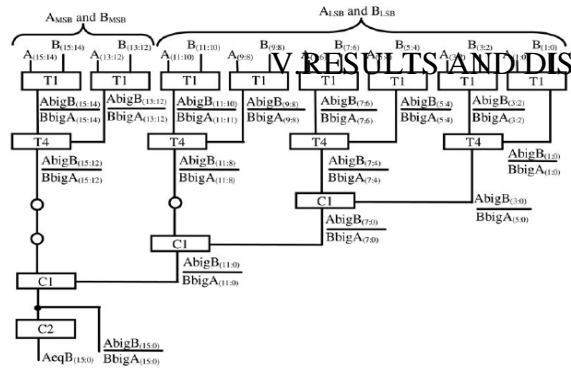 A_MSB and B_MSB
A_LSB and B_LSB
B(15:14) B(13:12) B(11:10) B(9:8) B(7:6) B(3:2) B(1:0)
A(15:14) A(13:12) A(11:10) A(9:8)
V.RESULTS AND DIS
T1 T1 T1 T1 T1 T1 T1 T1
AbigB(15:14) AbigB(13:12) AbigB(11:10) AbigB(9:8) AbigB(7:6) AbigB(5:4) AbigB(3:2)
BbigA(15:14) BbigA(13:12) BbigA(11:11) BbigA(9:8) BbigA(7:6) BbigA(5:4) BbigA(3:2)
T4 T4 T4 T4
AbigB(1:0)
BbigA(1:0)
AbigB(15:12) AbigB(11:8) AbigB(7:4)
BbigA(15:12) BbigA(11:8) BbigA(7:4)
C1
AbigB(3:0)
BbigA(5:0)
AbigB(7:0)
BbigA(7:0)
C1
AbigB(11:0)
BbigA(11:0)
C1
C2
AbigB(15:0)
BbigA(15:0)
AeqB(15:0)